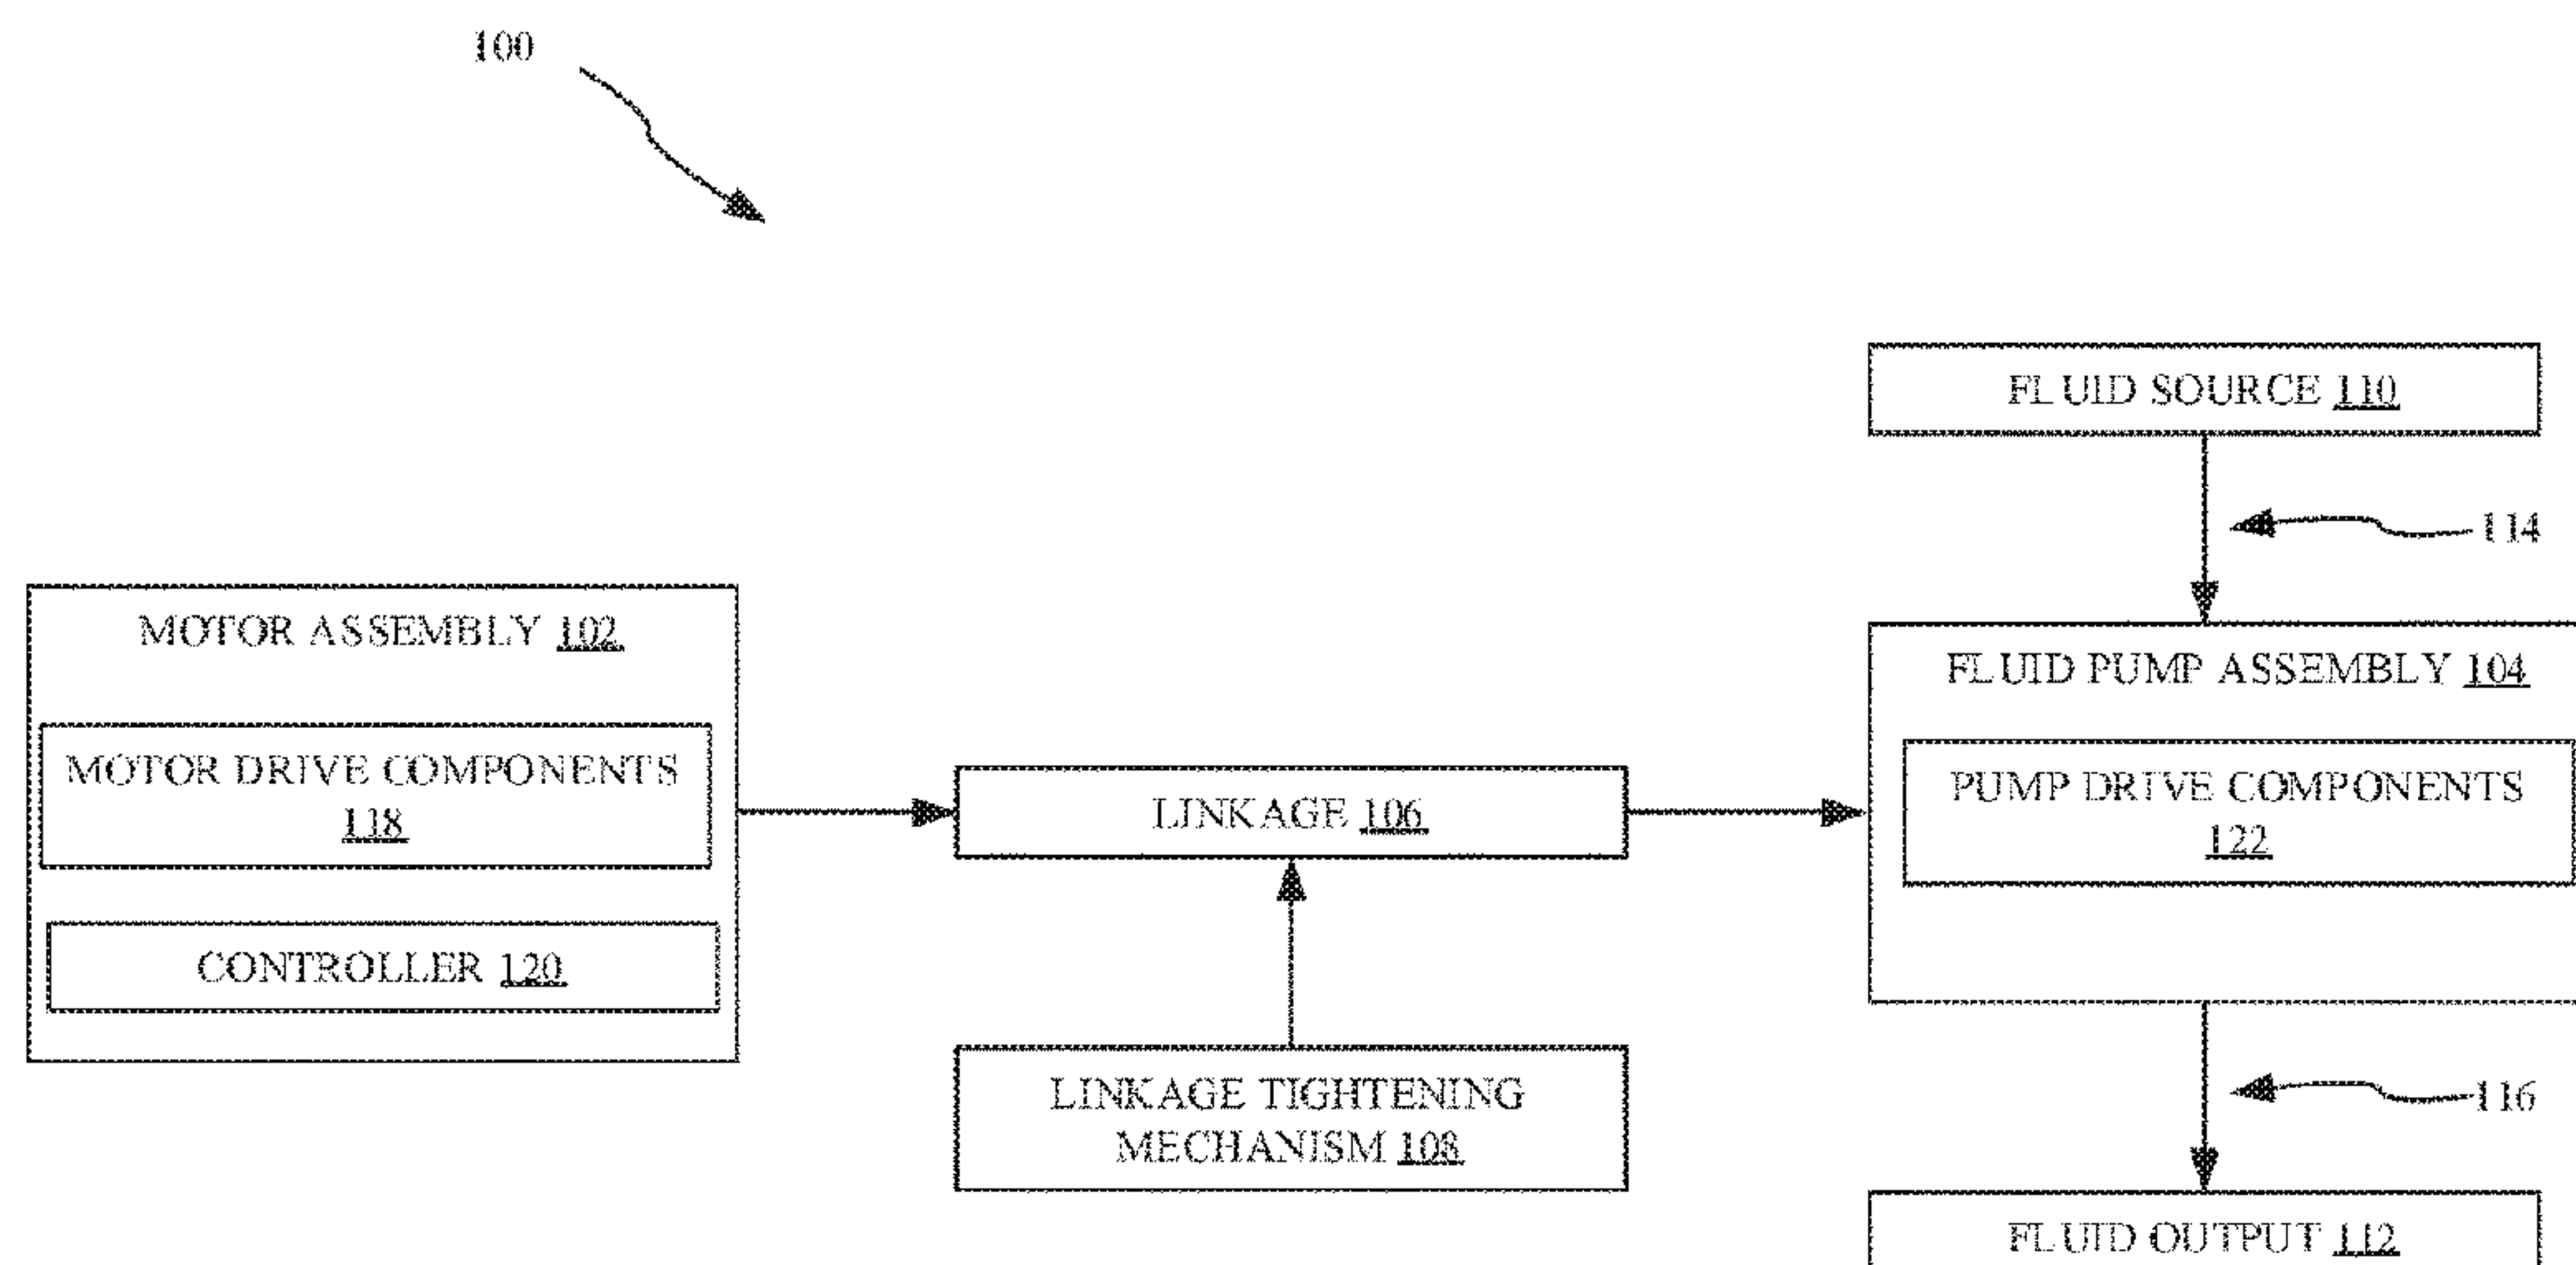 100
FLUID SOURCE 110
114
MOTOR ASSEMBLY 102
FLUID PUMP ASSEMBLY 104
MOTOR DRIVE COMPONENTS
118
LINKAGE 106
PUMP DRIVE COMPONENTS
122
CONTROLLER 120
LINKAGE TIGHTENING
MECHANISM 108
116
FLUID OUTPUT 112